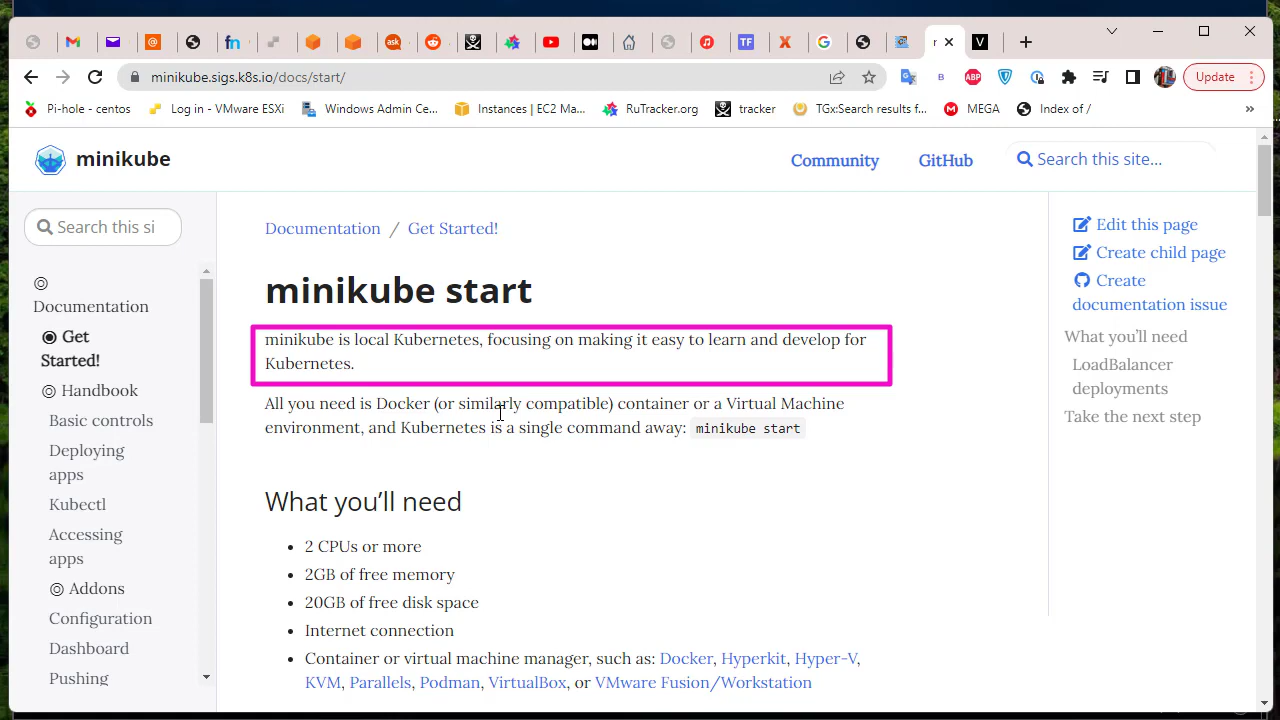 ask
TF
X
G
r
V
minikube.sigs.k8s.io/docs/start/
B
ABP
Update
Pi-hole - centos
Log in - VMware ESXi
Windows Admin Ce...
Instances | EC2 Ma...
RuTracker.org
tracker
TGx:Search results f...
MEGA
Index of /
»
minikube
Community
GitHub
Search this site...
Search this si
Documentation
Get
Started!
Handbook
Basic controls
Deploying
apps
Kubectl
Accessing
apps
Addons
Configuration
Dashboard
Pushing
Documentation / Get Started!
minikube start
minikube is local Kubernetes, focusing on making it easy to learn and develop for
Kubernetes.
All you need is Docker (or similarly compatible) container or a Virtual Machine
environment, and Kubernetes is a single command away: minikube start
What you’ll need
• 2 CPUs or more
• 2GB of free memory
• 20GB of free disk space
• Internet connection
• Container or virtual machine manager, such as: Docker, Hyperkit, Hyper-V,
KVM, Parallels, Podman, VirtualBox, or VMware Fusion/Workstation
Edit this page
Create child page
Create
documentation issue
What you’ll need
LoadBalancer
deployments
Take the next step